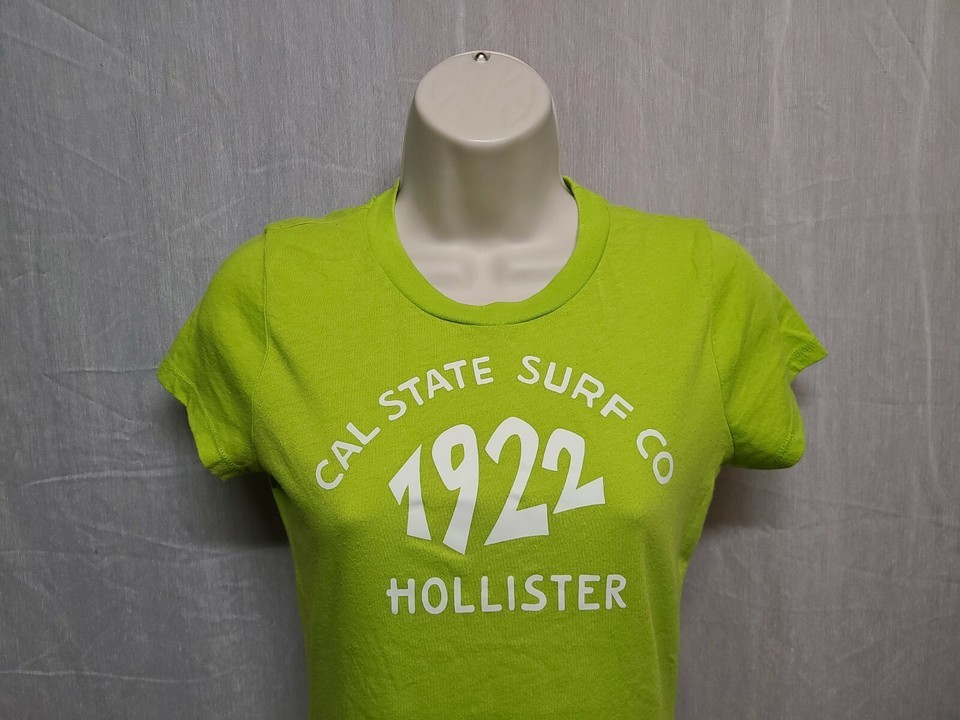 CAL STATE SURF CO
1922
HOLLISTER